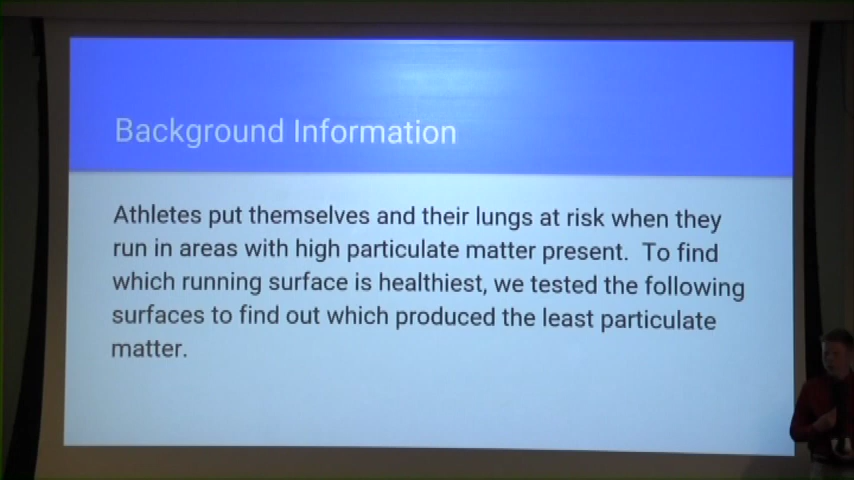 Background Information
Athletes put themselves and their lungs at risk when they
run in areas with high particulate matter present.  To find
which running surface is healthiest, we tested the following
surfaces to find out which produced the least particulate
matter.